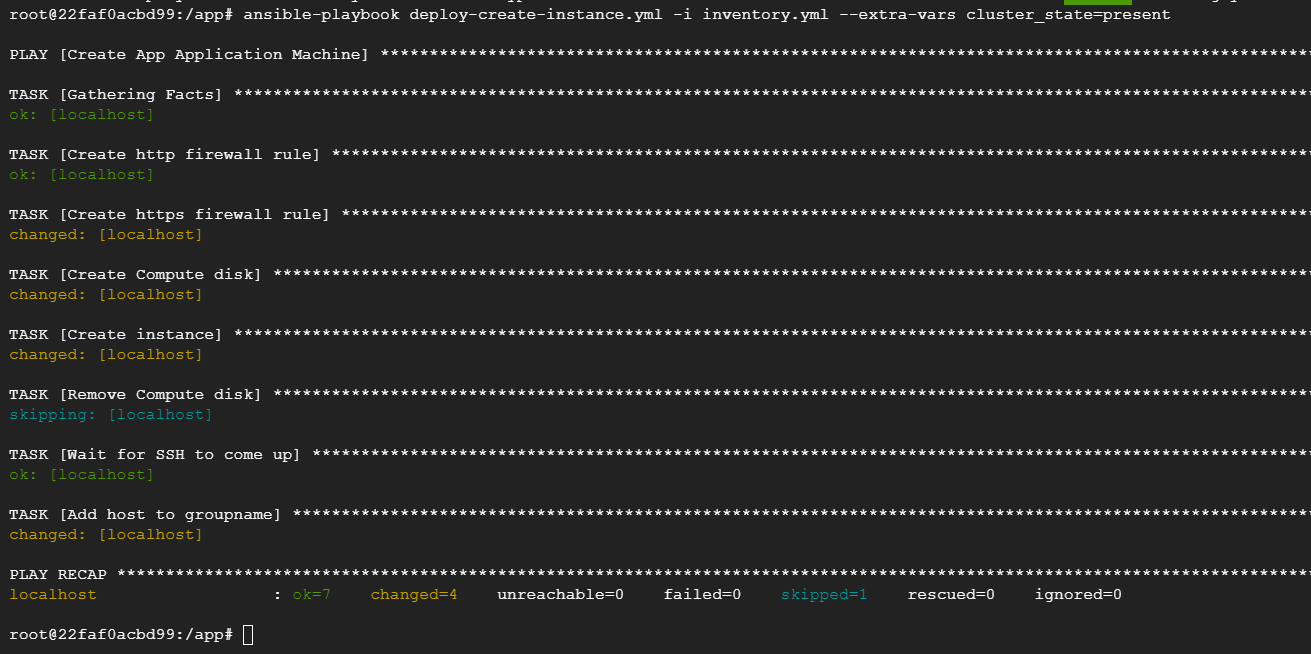 root@22faf0acbd99:/app# ansible-playbook deploy-create-instance.yml -i inventory.yml --extra-vars cluster_state=present
PLAY [Create App Application Machine] ************************************************************************************************
TASK [Gathering Facts] ***************************************************************************************************************
ok: [localhost]
TASK [Create http firewall rule] *****************************************************************************************************
ok: [localhost]
TASK [Create https firewall rule] ****************************************************************************************************
changed: [localhost]
TASK [Create Compute disk] ***********************************************************************************************************
changed: [localhost]
TASK [Create instance] ***************************************************************************************************************
changed: [localhost]
TASK [Remove Compute disk] ***********************************************************************************************************
skipping: [localhost]
TASK [Wait for SSH to come up] *******************************************************************************************************
ok: [localhost]
TASK [Add host to groupname] *********************************************************************************************************
changed: [localhost]
PLAY RECAP ***************************************************************************************************************************
localhost                  : ok=7    changed=4    unreachable=0    failed=0    skipped=1    rescued=0    ignored=0
root@22faf0acbd99:/app#